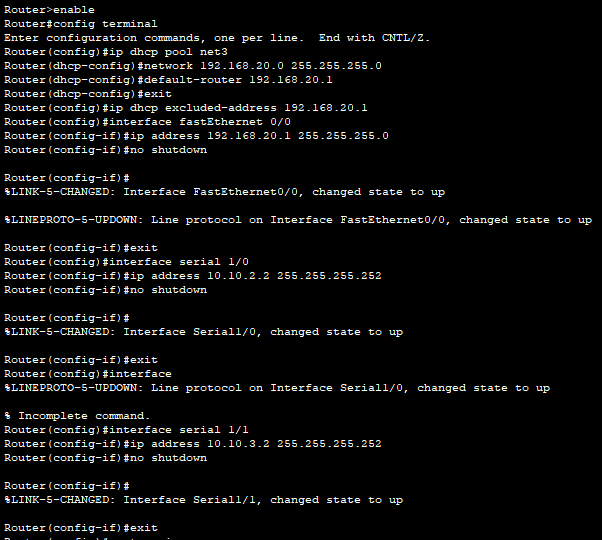 Router>enable
Router#config terminal
Enter configuration commands, one per line.  End with CNTL/Z.
Router(config)#ip dhcp pool net3
Router(dhcp-config)#network 192.168.20.0 255.255.255.0
Router(dhcp-config)#default-router 192.168.20.1
Router(dhcp-config)#exit
Router(config)#ip dhcp excluded-address 192.168.20.1
Router(config)#interface fastEthernet 0/0
Router(config-if)#ip address 192.168.20.1 255.255.255.0
Router(config-if)#no shutdown
Router(config-if)#
%LINK-5-CHANGED: Interface FastEthernet0/0, changed state to up
%LINEPROTO-5-UPDOWN: Line protocol on Interface FastEthernet0/0, changed state to up
Router(config-if)#exit
Router(config)#interface serial 1/0
Router(config-if)#ip address 10.10.2.2 255.255.255.252
Router(config-if)#no shutdown
Router(config-if)#
%LINK-5-CHANGED: Interface Serial1/0, changed state to up
Router(config-if)#exit
Router(config)#interface
%LINEPROTO-5-UPDOWN: Line protocol on Interface Serial1/0, changed state to up
% Incomplete command.
Router(config)#interface serial 1/1
Router(config-if)#ip address 10.10.3.2 255.255.255.252
Router(config-if)#no shutdown
Router(config-if)#
%LINK-5-CHANGED: Interface Serial1/1, changed state to up
Router(config-if)#exit